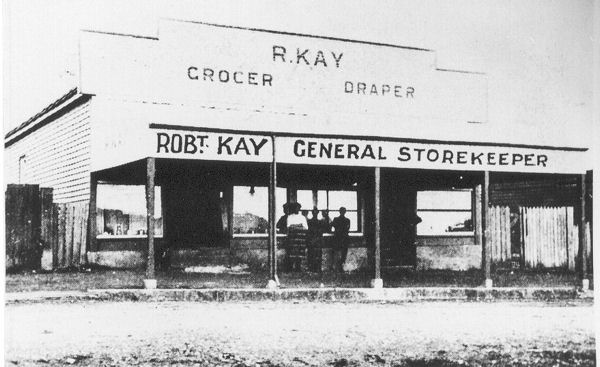 R. KAY
GROCER DRAPER
ROBT. KAY GENERAL STOREKEEPER